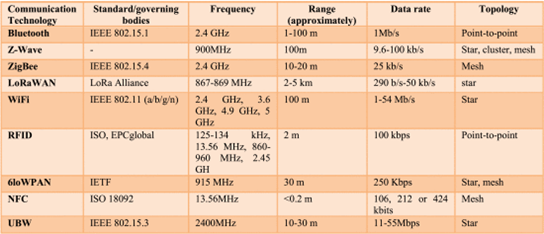 Communication Technology Standard/governing bodies Frequency Range (approximately) Data rate Topology
Bluetooth IEEE 802.15.1 2.4 GHz 1-100 m 1Mb/s Point-to-point
Z-Wave - 900MHz 100m 9.6-100 kb/s Star, cluster, mesh
ZigBee IEEE 802.15.4 2.4 GHz 10-20 m 25 kb/s Mesh
LoRaWAN LoRa Alliance 867-869 MHz 2-5 km 290 b/s-50 kb/s star
WiFi IEEE 802.11 (a/b/g/n) 2.4 GHz, 3.6 GHz, 4.9 GHz, 5 GHz 100 m 1-54 Mb/s Star
RFID ISO, EPCglobal 125-134 kHz, 13.56 MHz, 860-960 MHz, 2.45 GH 2 m 100 kbps Point-to-point
6loWPAN IETF 915 MHz 30 m 250 Kbps Star, mesh
NFC ISO 18092 13.56MHz <0.2 m 106, 212 or 424 kbits Mesh
UBW IEEE 802.15.3 2400MHz 10-30 m 11-55Mbps Star